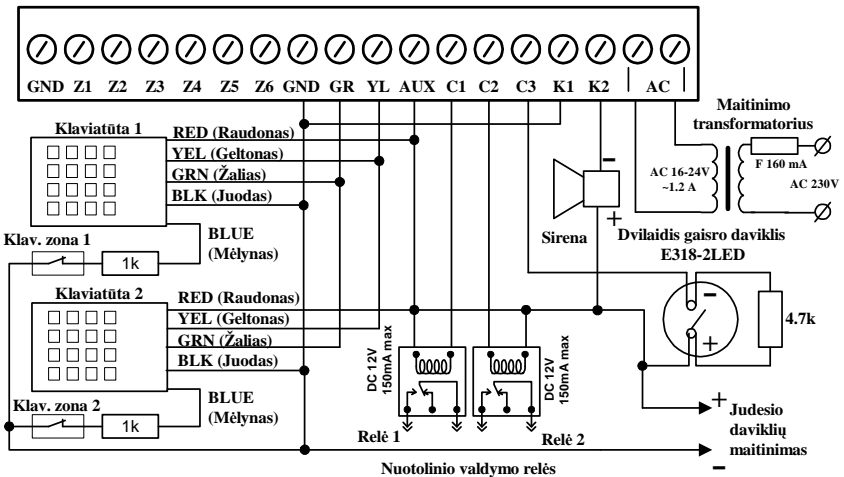 GND Z1 Z2 Z3 Z4 Z5 Z6 GND GR YL AUX C1 C2 C3 K1 K2 | AC |
Maitinimo
transformatorius
Klaviatūta 1
RED (Raudonas)
YEL (Geltonas)
GRN (Žalias)
BLK (Juodas)
F 160 mA
AC 16-24V
~1.2 A
AC 230V
BLUE
(Mėlynas)
Klav. zona 1
1k
Sirena
Dvilaidis gaisro daviklis
E318-2LED
Klaviatūta 2
RED (Raudonas)
YEL (Geltonas)
GRN (Žalias)
BLK (Juodas)
4.7k
DC 12V
150mA max
DC 12V
150mA max
BLUE
(Mėlynas)
Klav. zona 2
1k
Relė 1
Relė 2
Judesio
daviklių
maitinimas
Nuotolinio valdymo relės